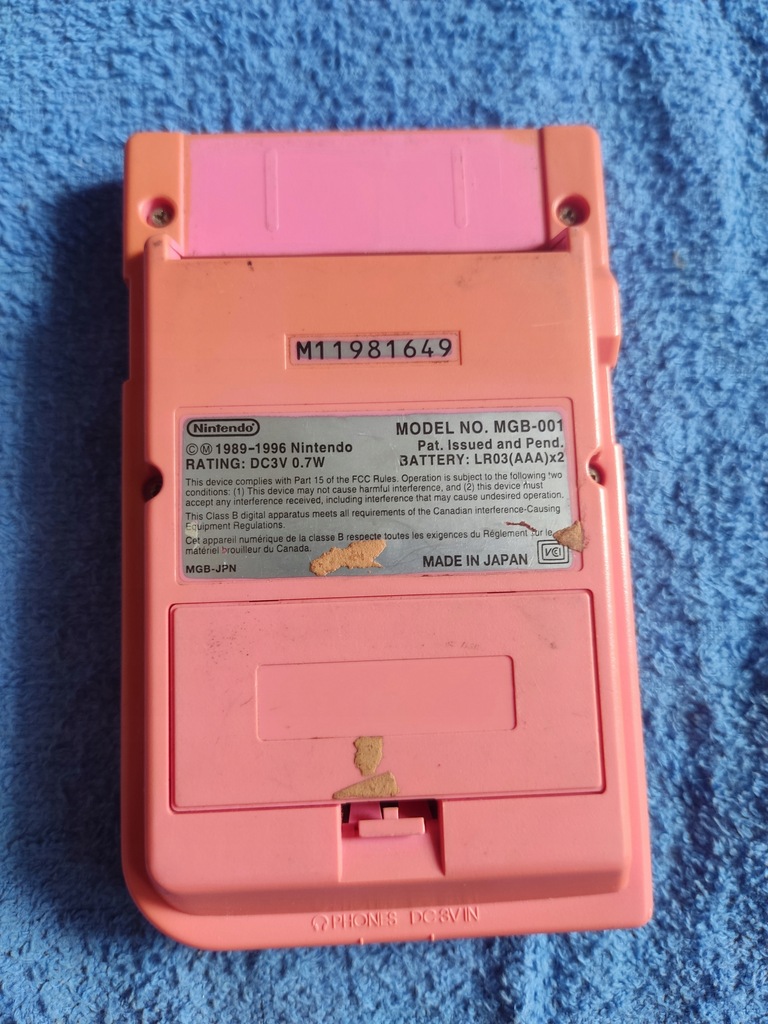 M11981649
Nintendo
MODEL NO. MGB-001
©Ⓜ 1989-1996 Nintendo
Pat. Issued and Pend.
RATING: DC3V 0.7W
BATTERY: LR03(AAA)x2
This device complies with Part 15 of the FCC Rules. Operation is subject to the following two
conditions: (1) This device may not cause harmful interference, and (2) this device must
accept any interference received, including interference that may cause undesired operation.
This Class B digital apparatus meets all requirements of the Canadian interference-Causing
Equipment Regulations.
Cet appareil numérique de la classe B respecte toutes les exigences du Réglement sur le
matériel brouilleur du Canada.
MGB-JPN
MADE IN JAPAN
VCI
PHONES DC3V IN